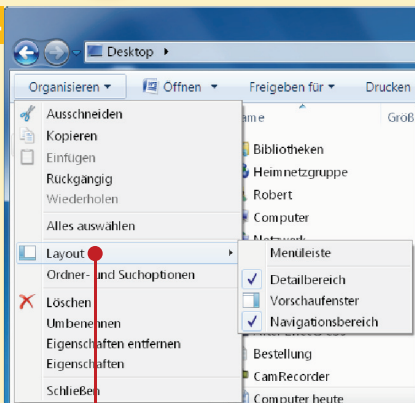 Desktop
Organisieren Öffnen Freigeben für Drucken
Ausschneiden
Kopieren
Einfügen
Rückgängig
Wiederholen
Alles auswählen
Layout
Ordner- und Suchoptionen
Löschen
Umbenennen
Eigenschaften entfernen
Eigenschaften
Schließen
Bibliotheken
Heimnetzgruppe
Robert
Computer
Menüleiste
Detailbereich
Vorschaufenster
Navigationsbereich
Bestellung
CamRecorder
Computer heute